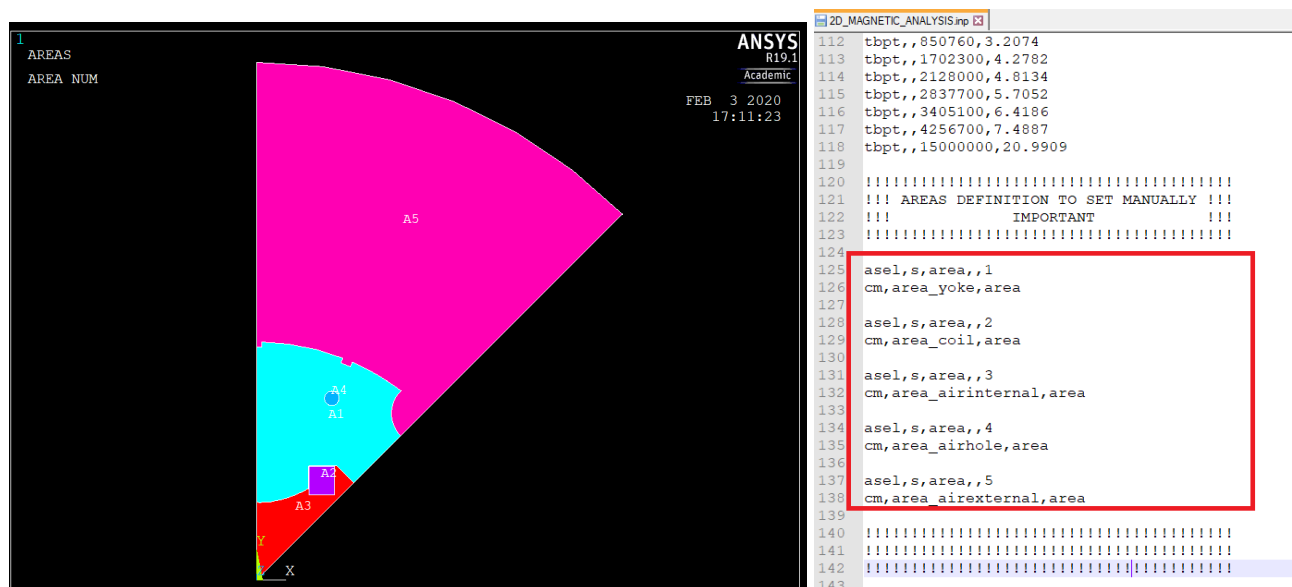 1
AREAS
AREA NUM
ANSYS
R19.1
Academic
FEB 3 2020
17:11:23
A5
A4
A1
A2
A3
Y
X
2D_MAGNETIC_ANALYSIS.inp
112 tbpt,,850760,3.2074
113 tbpt,,1702300,4.2782
114 tbpt,,2128000,4.8134
115 tbpt,,2837700,5.7052
116 tbpt,,3405100,6.4186
117 tbpt,,4256700,7.4887
118 tbpt,,15000000,20.9909
119
120 !!!!!!!!!!!!!!!!!!!!!!!!!!!!!!!!!!!!!!!!
121 !!! AREAS DEFINITION TO SET MANUALLY !!!
122 !!! IMPORTANT !!!
123 !!!!!!!!!!!!!!!!!!!!!!!!!!!!!!!!!!!!!!!!
124
125 asel,s,area,,1
126 cm,area_yoke,area
127
128 asel,s,area,,2
129 cm,area_coil,area
130
131 asel,s,area,,3
132 cm,area_airinternal,area
133
134 asel,s,area,,4
135 cm,area_airhole,area
136
137 asel,s,area,,5
138 cm,area_airexternal,area
139
140 !!!!!!!!!!!!!!!!!!!!!!!!!!!!!!!!!!!!!!!!
141 !!!!!!!!!!!!!!!!!!!!!!!!!!!!!!!!!!!!!!!!
142 !!!!!!!!!!!!!!!!!!!!!!!!!!!!!!!!!!!!!!!!
143